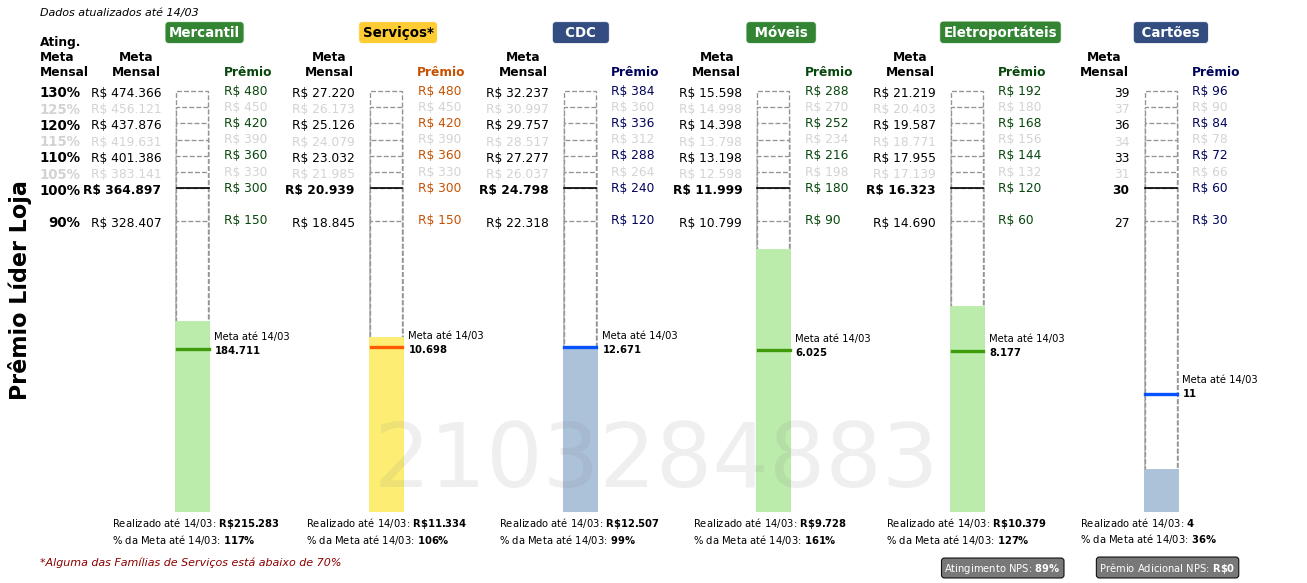 Dados atualizados até 14/03
Mercantil Serviços* CDC Móveis Eletroportáteis Cartões
Ating.
Meta Meta Meta Meta Meta Meta Meta
Mensal Mensal Prêmio Mensal Prêmio Mensal Prêmio Mensal Prêmio Mensal Prêmio Mensal Prêmio
130% R$ 474.366 R$ 480 R$ 27.220 R$ 480 R$ 32.237 R$ 384 R$ 15.598 R$ 288 R$ 21.219 R$ 192 39 R$ 96
125% R$ 456.121 R$ 450 R$ 26.173 R$ 450 R$ 30.997 R$ 360 R$ 14.998 R$ 270 R$ 20.403 R$ 180 37 R$ 90
120% R$ 437.876 R$ 420 R$ 25.126 R$ 420 R$ 29.757 R$ 336 R$ 14.398 R$ 252 R$ 19.587 R$ 168 36 R$ 84
115% R$ 419.631 R$ 390 R$ 24.079 R$ 390 R$ 28.517 R$ 312 R$ 13.798 R$ 234 R$ 18.771 R$ 156 34 R$ 78
110% R$ 401.386 R$ 360 R$ 23.032 R$ 360 R$ 27.277 R$ 288 R$ 13.198 R$ 216 R$ 17.955 R$ 144 33 R$ 72
105% R$ 383.141 R$ 330 R$ 21.985 R$ 330 R$ 26.037 R$ 264 R$ 12.598 R$ 198 R$ 17.139 R$ 132 31 R$ 66
100% R$ 364.897 R$ 300 R$ 20.939 R$ 300 R$ 24.798 R$ 240 R$ 11.999 R$ 180 R$ 16.323 R$ 120 30 R$ 60
90% R$ 328.407 R$ 150 R$ 18.845 R$ 150 R$ 22.318 R$ 120 R$ 10.799 R$ 90 R$ 14.690 R$ 60 27 R$ 30
Prêmio Líder Loja
Meta até 14/03 Meta até 14/03 Meta até 14/03 Meta até 14/03 Meta até 14/03
184.711 10.698 12.671 6.025 8.177
Meta até 14/03
11
2103284883
Realizado até 14/03: R$215.283 Realizado até 14/03: R$11.334 Realizado até 14/03: R$12.507 Realizado até 14/03: R$9.728 Realizado até 14/03: R$10.379 Realizado até 14/03: 4
% da Meta até 14/03: 117% % da Meta até 14/03: 106% % da Meta até 14/03: 99% % da Meta até 14/03: 161% % da Meta até 14/03: 127% % da Meta até 14/03: 36%
*Alguma das Famílias de Serviços está abaixo de 70% Atingimento NPS: 89% Prêmio Adicional NPS: R$0